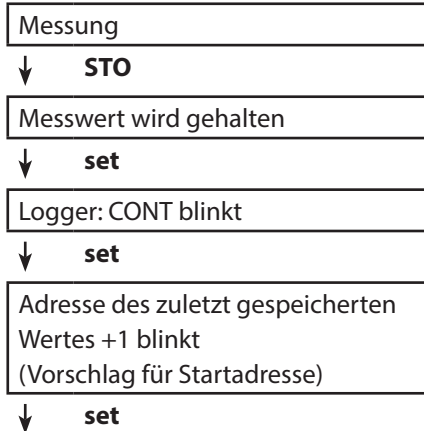 Messung
↓ STO
Messwert wird gehalten
↓ set
Logger: CONT blinkt
↓ set
Adresse des zuletzt gespeicherten
Wertes +1 blinkt
(Vorschlag für Startadresse)
↓ set